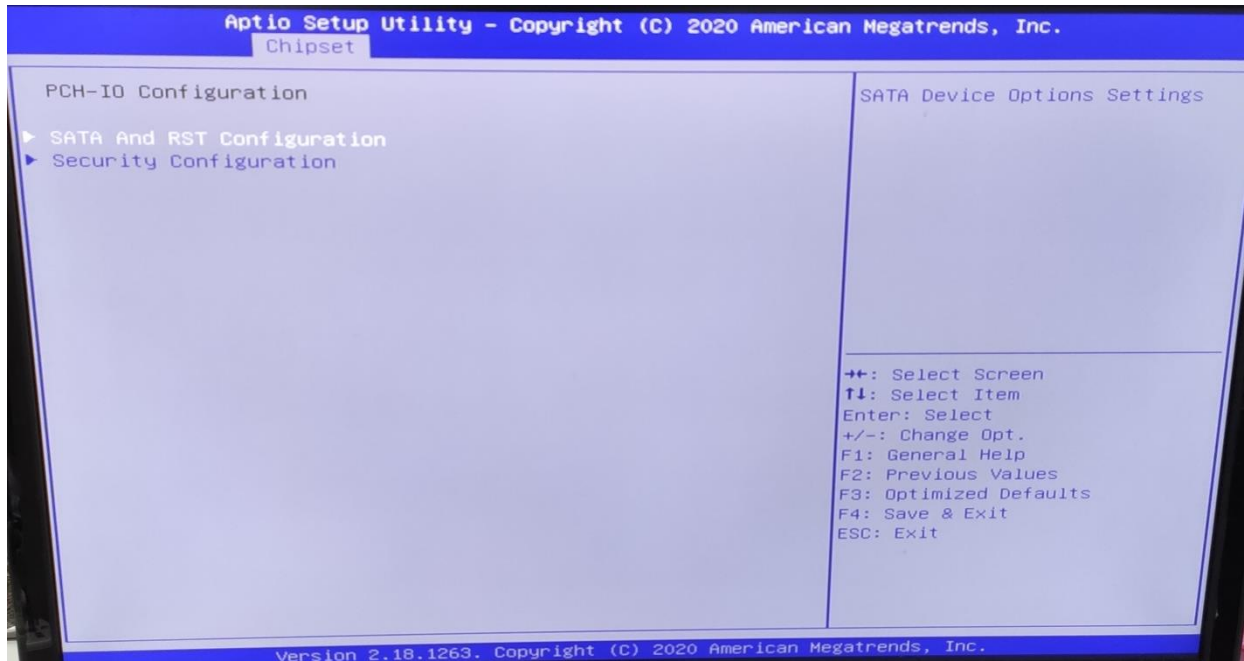 Aptio Setup Utility – Copyright (C) 2020 American Megatrends, Inc.
Chipset
PCH-IO Configuration
► SATA And RST Configuration
► Security Configuration
SATA Device Options Settings
→←: Select Screen
↑↓: Select Item
Enter: Select
+/-: Change Opt.
F1: General Help
F2: Previous Values
F3: Optimized Defaults
F4: Save & Exit
ESC: Exit
Version 2.18.1263. Copyright (C) 2020 American Megatrends, Inc.